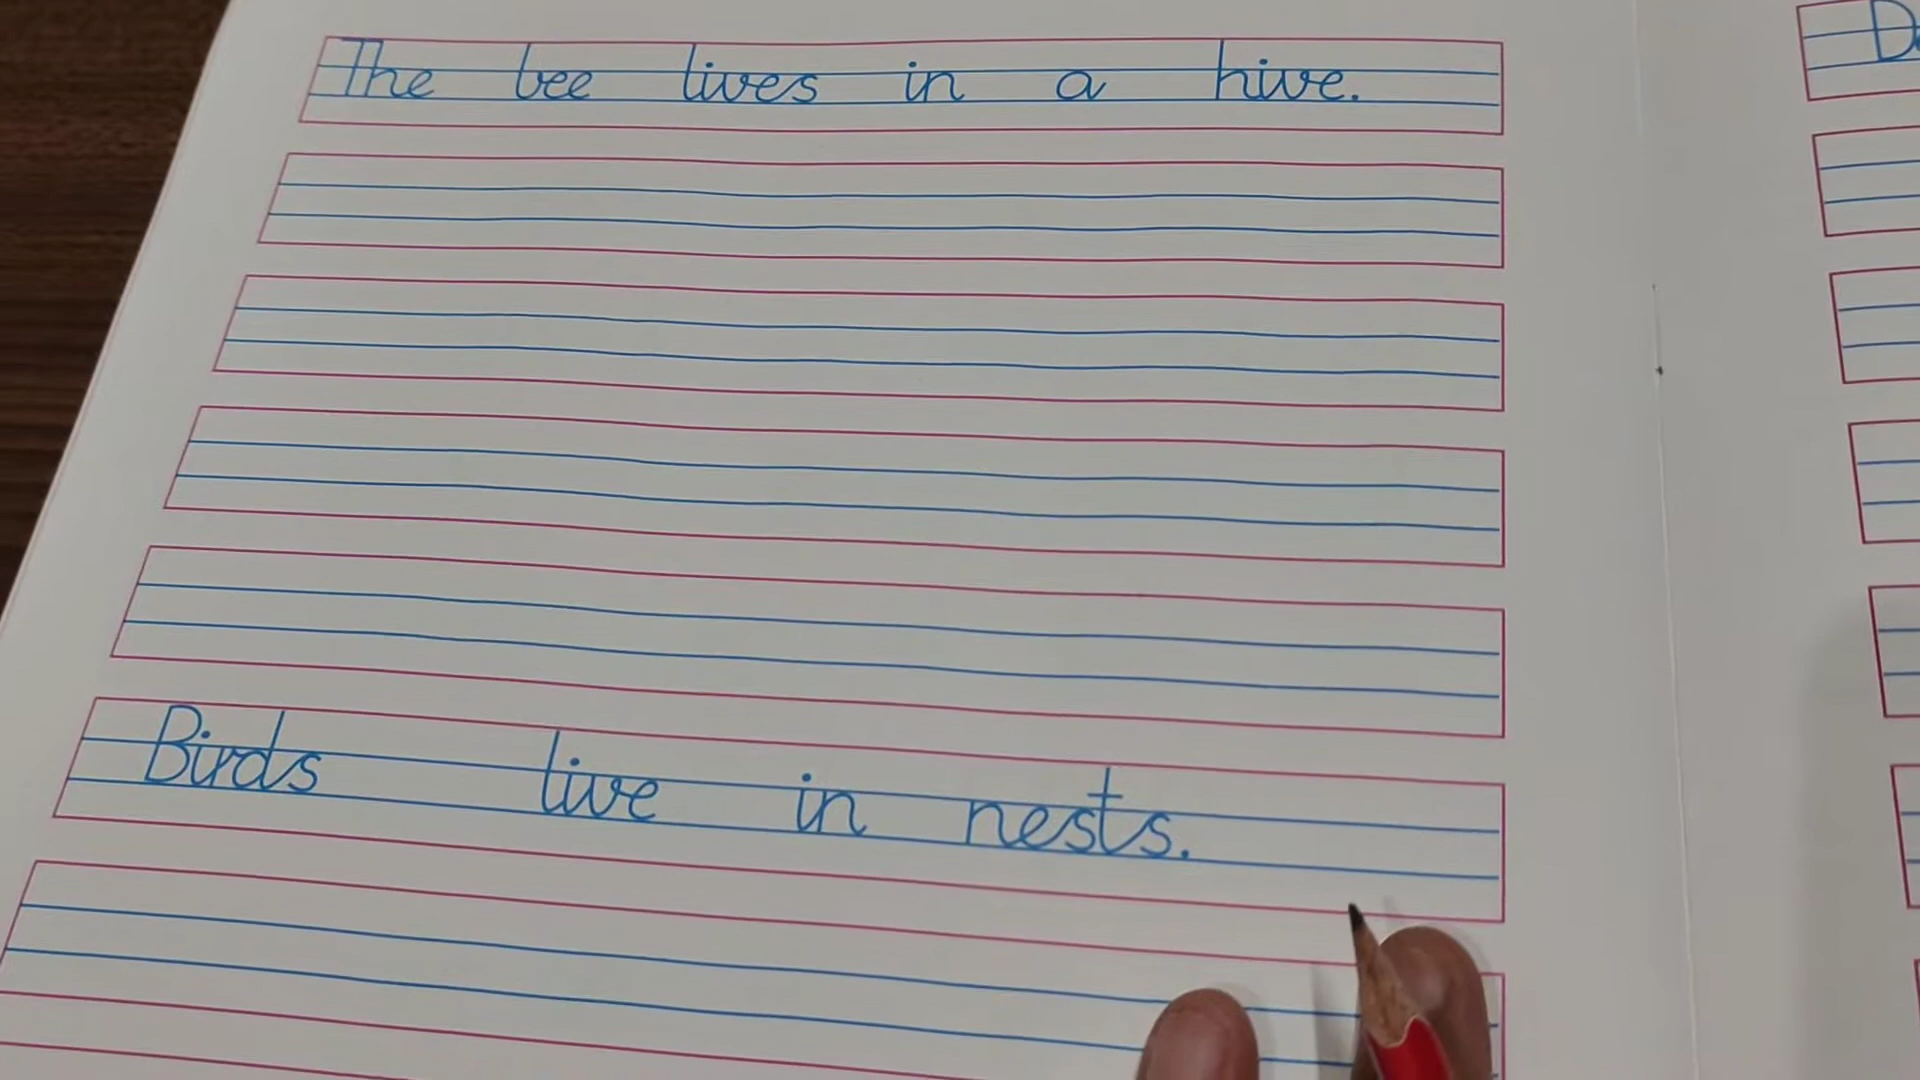 The bee lives in a hive.
Birds live in nests.